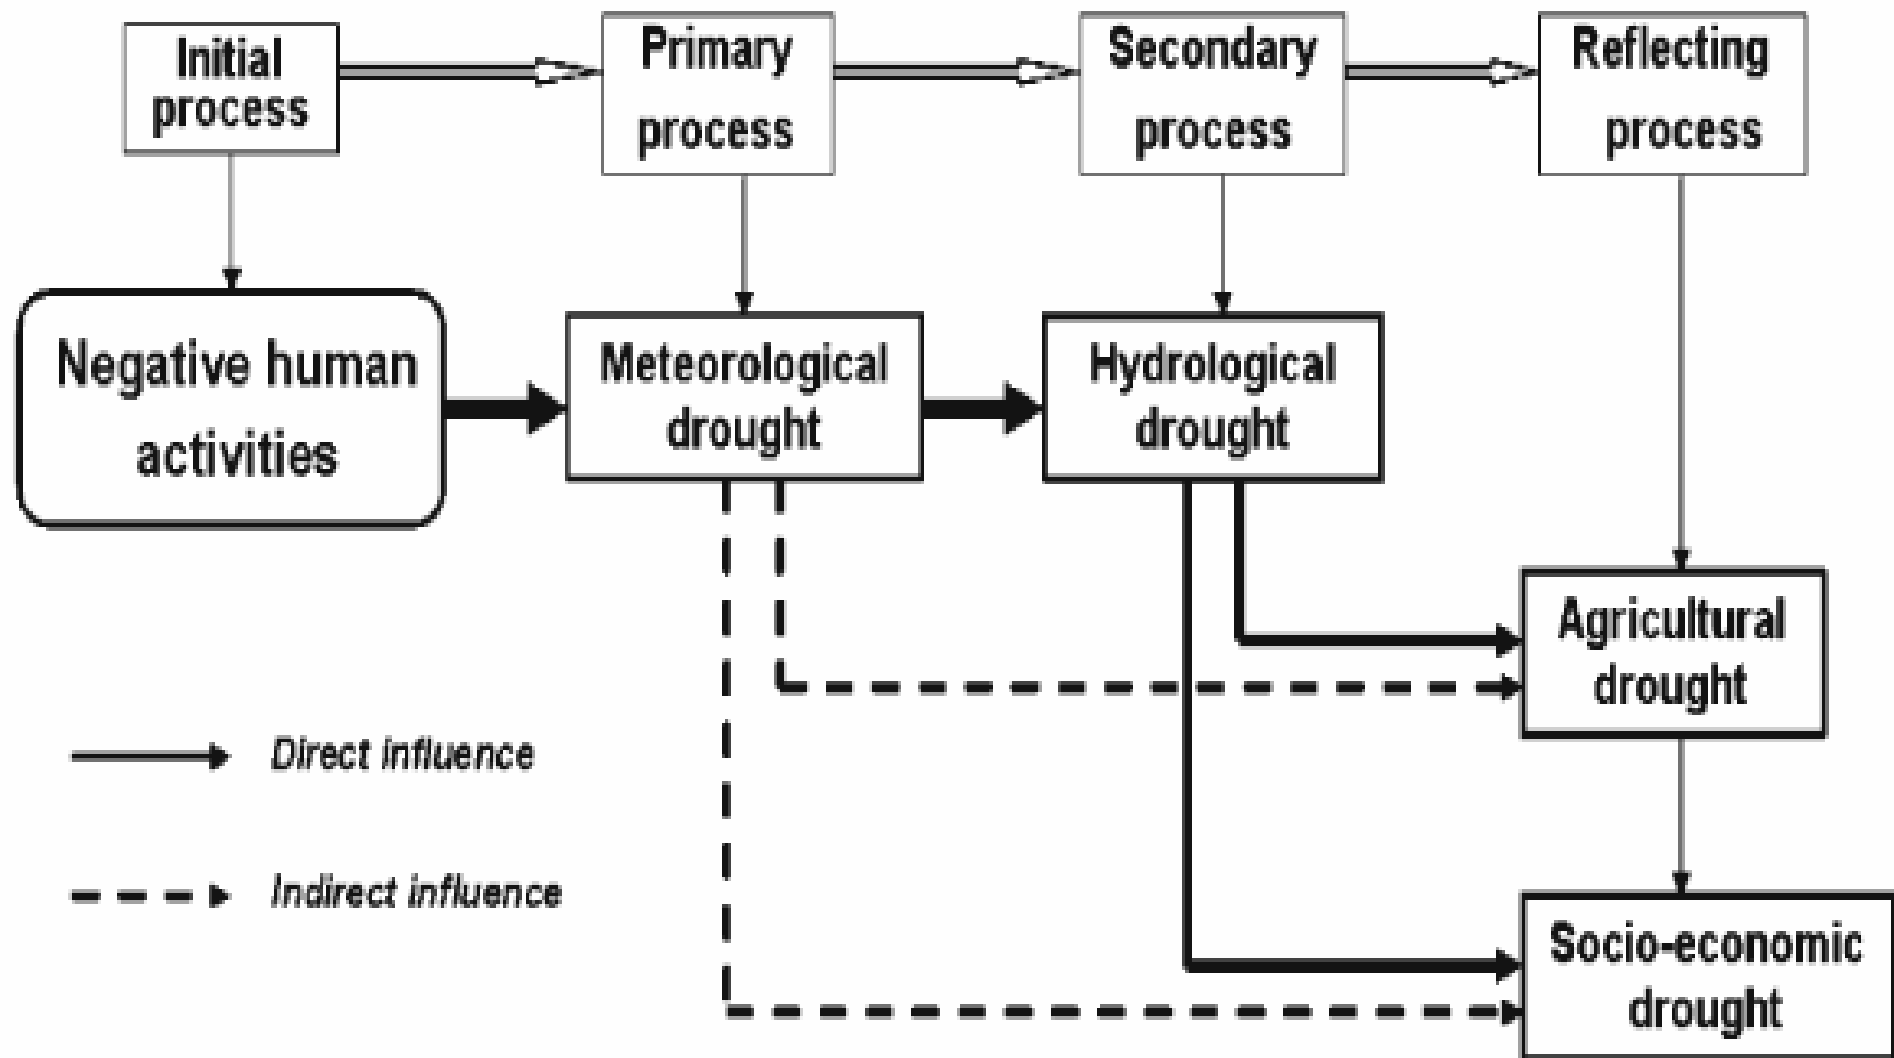 Initial
process
Primary
process
Secondary
process
Reflecting
process
Negative human
activities
Meteorological
drought
Hydrological
drought
Agricultural
drought
Direct influence
Indirect influence
Socio-economic
drought